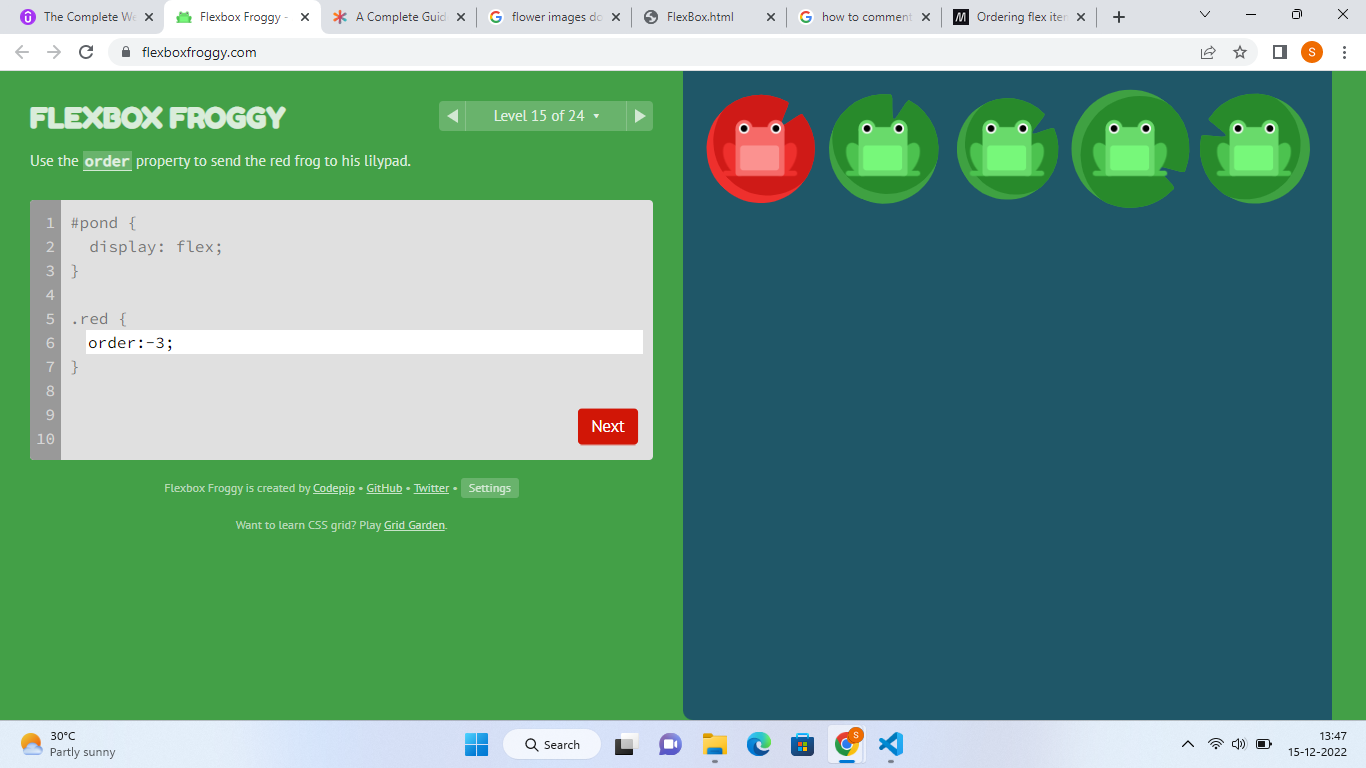 The Complete We
Flexbox Froggy -
A Complete Guid
flower images do
FlexBox.html
how to comment
Ordering flex iter
flexboxfroggy.com
S
FLEXBOX FROGGY
Level 15 of 24
Use the order property to send the red frog to his lilypad.
1 #pond {
2 display: flex;
3 }
4
5 .red {
6 order:-3;
7 }
8
9
10
Next
Flexbox Froggy is created by Codepip • GitHub • Twitter • Settings
Want to learn CSS grid? Play Grid Garden.
30°C
Partly sunny
Search
S
13:47
15-12-2022